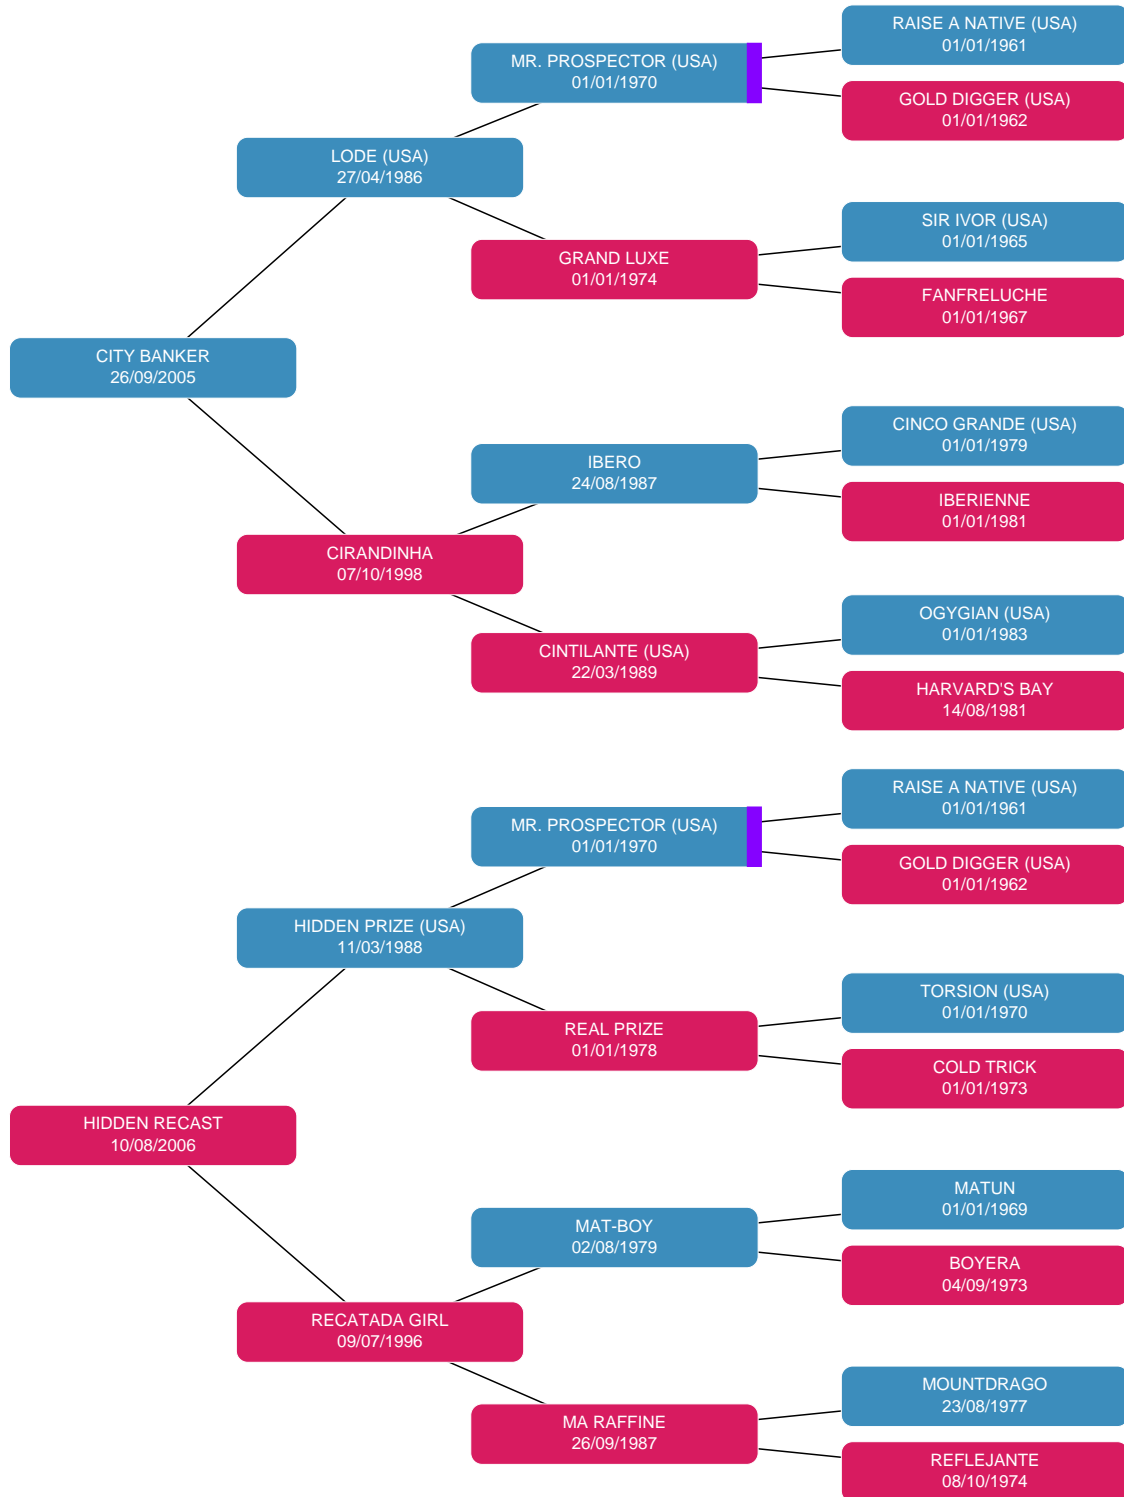 RAISE A NATIVE (USA)
01/01/1961
MR. PROSPECTOR (USA)
01/01/1970
GOLD DIGGER (USA)
01/01/1962
LODE (USA)
27/04/1986
SIR IVOR (USA)
01/01/1965
GRAND LUXE
01/01/1974
FANFRELUCHE
01/01/1967
CITY BANKER
26/09/2005
CINCO GRANDE (USA)
01/01/1979
IBERO
24/08/1987
IBERIENNE
01/01/1981
CIRANDINHA
07/10/1998
OGYGIAN (USA)
01/01/1983
CINTILANTE (USA)
22/03/1989
HARVARD'S BAY
14/08/1981
RAISE A NATIVE (USA)
01/01/1961
MR. PROSPECTOR (USA)
01/01/1970
GOLD DIGGER (USA)
01/01/1962
HIDDEN PRIZE (USA)
11/03/1988
TORSION (USA)
01/01/1970
REAL PRIZE
01/01/1978
COLD TRICK
01/01/1973
HIDDEN RECAST
10/08/2006
MATUN
01/01/1969
MAT-BOY
02/08/1979
BOYERA
04/09/1973
RECATADA GIRL
09/07/1996
MOUNTDRAGO
23/08/1977
MA RAFFINE
26/09/1987
REFLEJANTE
08/10/1974